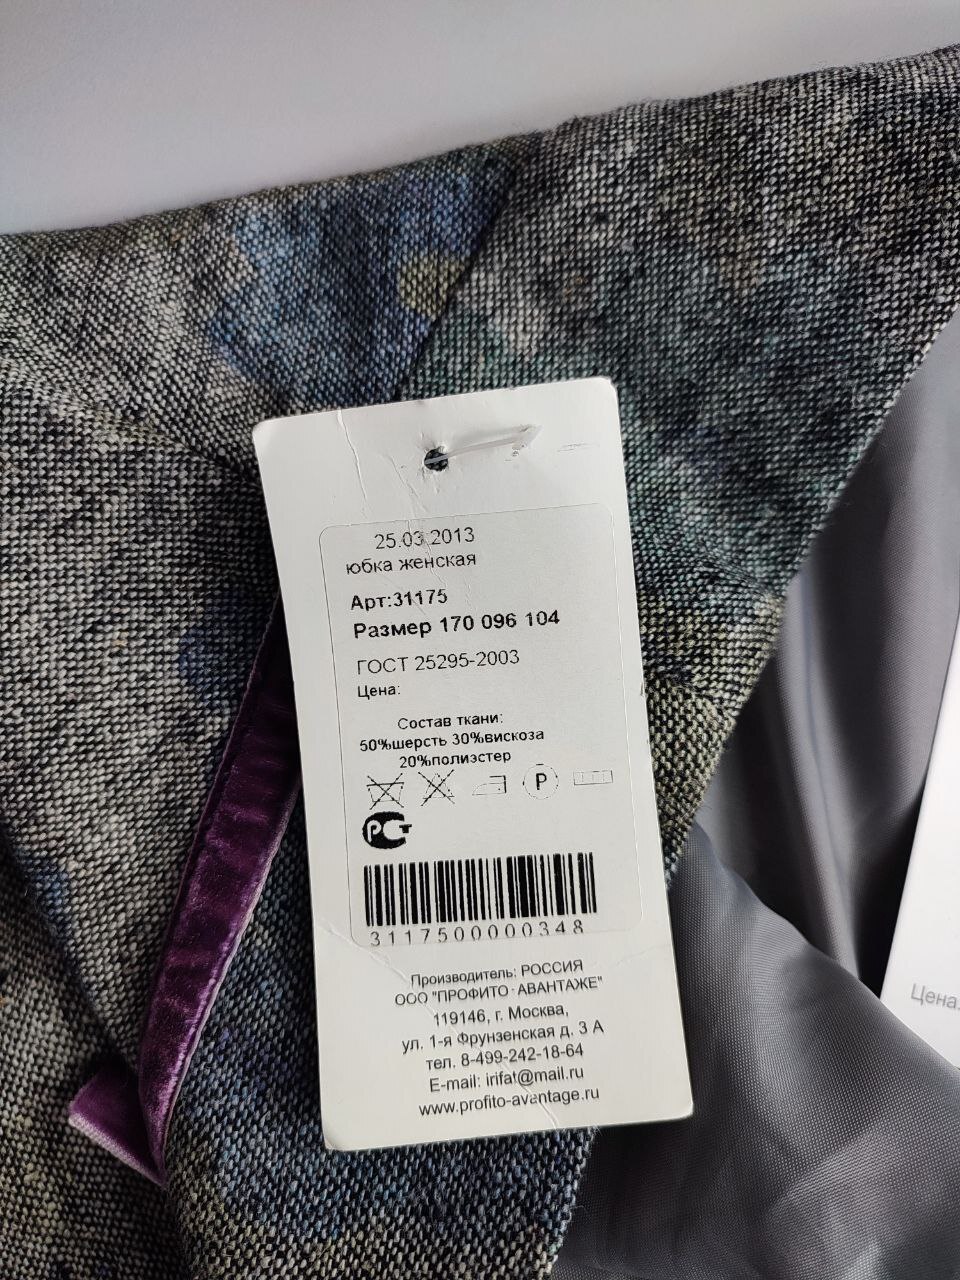 25.03.2013
юбка женская
Арт:31175
Размер 170 096 104
ГОСТ 25295-2003
Цена:
Состав ткани:
50%шерсть 30%вискоза
20%полиэстер
P
РСТ
3117500000348
Производитель: РОССИЯ
ООО "ПРОФИТО-АВАНТАЖЕ"
119146, г. Москва,
ул. 1-я Фрунзенская д. 3 А
тел. 8-499-242-18-64
E-mail: irifat@mail.ru
www.profito-avantage.ru
Цена